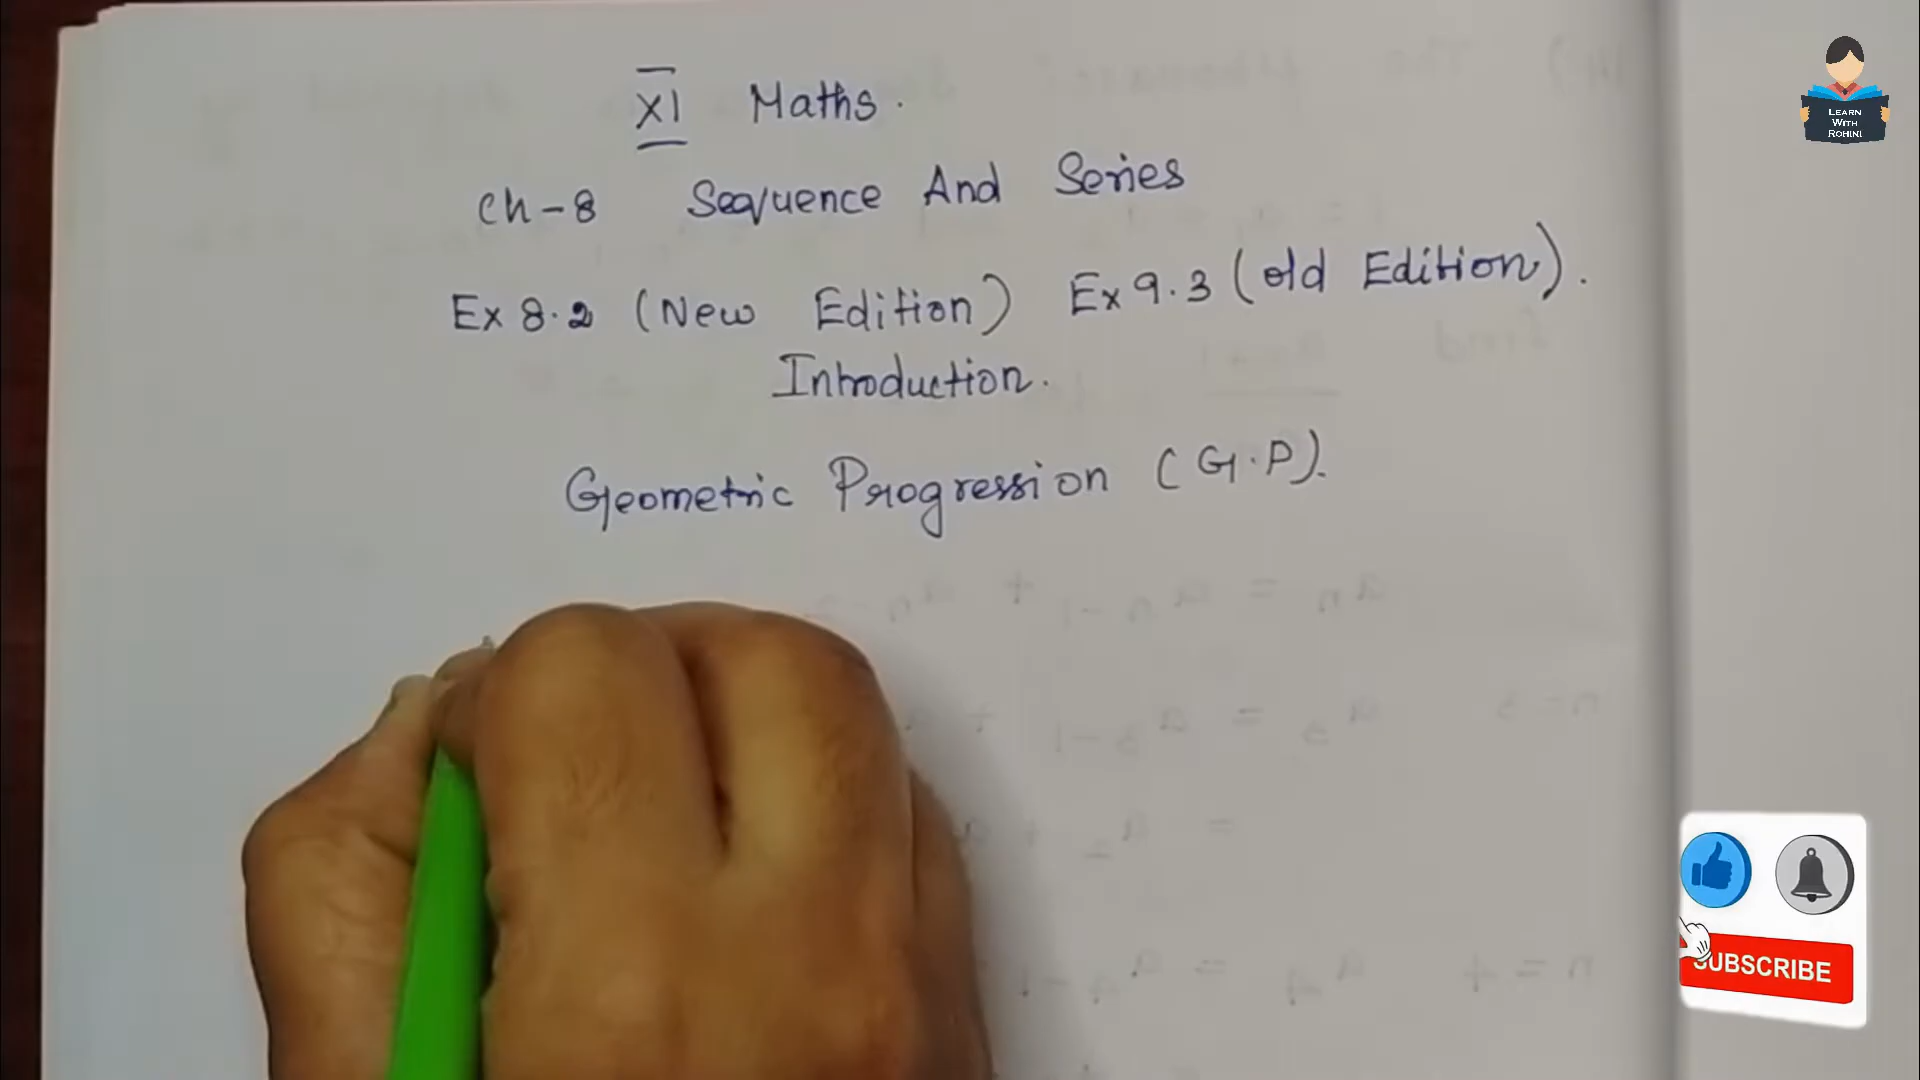 XI Maths.
Ch-8 Sequence And Series
Ex 8.2 (New Edition) Ex 9.3 (old Edition).
Introduction.
Geometric Progression (G.P).
LEARN
WITH
ROHINI
SUBSCRIBE